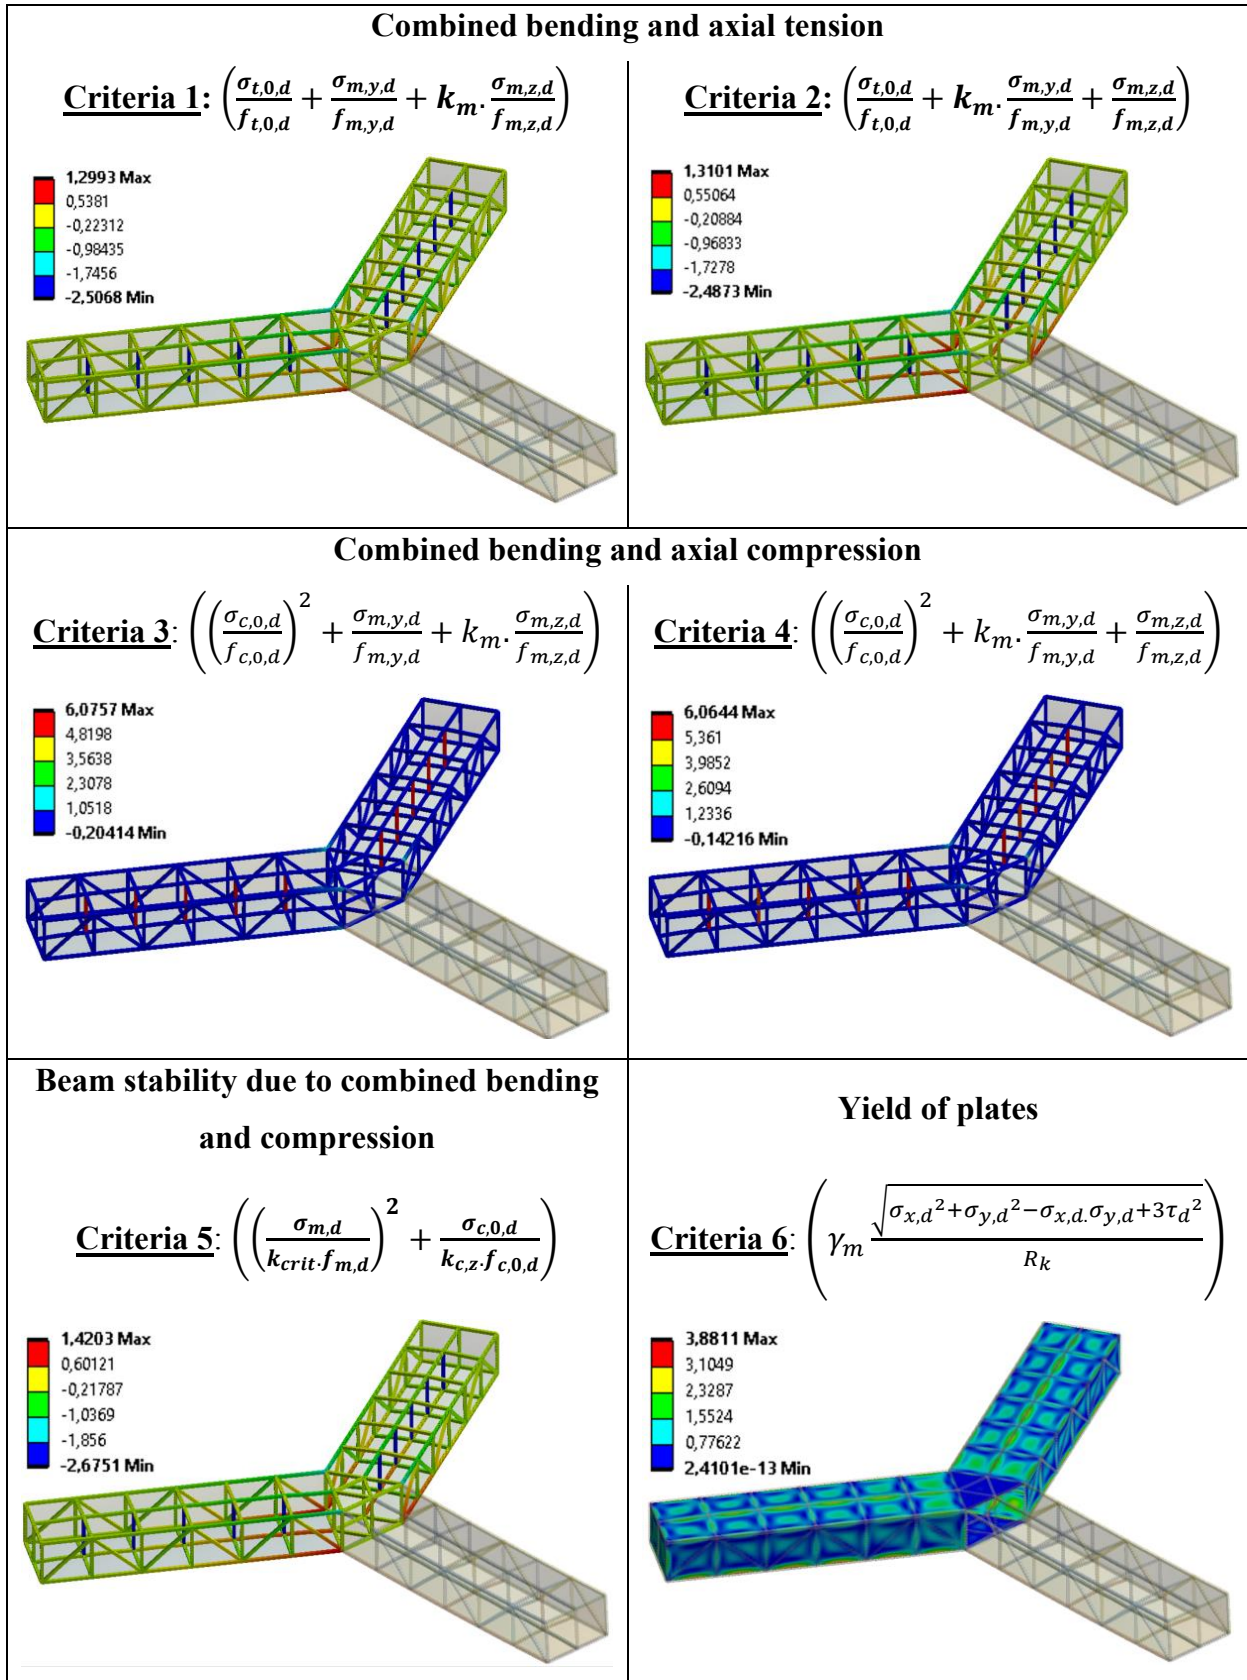 Combined bending and axial tension
Criteria 1: (σt,0,d/ft,0,d + σm,y,d/fm,y,d + km. σm,z,d/fm,z,d)
1,2993 Max
0,5381
-0,22312
-0,98435
-1,7456
-2,5068 Min
Criteria 2: (σt,0,d/ft,0,d + km. σm,y,d/fm,y,d + σm,z,d/fm,z,d)
1,3101 Max
0,55064
-0,20884
-0,96833
-1,7278
-2,4873 Min
Combined bending and axial compression
Criteria 3: ((σc,0,d/fc,0,d)² + σm,y,d/fm,y,d + km. σm,z,d/fm,z,d)
6,0757 Max
4,8198
3,5638
2,3078
1,0518
-0,20414 Min
Criteria 4: ((σc,0,d/fc,0,d)² + km. σm,y,d/fm,y,d + σm,z,d/fm,z,d)
6,0644 Max
5,361
3,9852
2,6094
1,2336
-0,14216 Min
Beam stability due to combined bending
and compression
Criteria 5: ((σm,d/kcrit.fm,d)² + σc,0,d/kc,z.fc,0,d)
1,4203 Max
0,60121
-0,21787
-1,0369
-1,856
-2,6751 Min
Yield of plates
Criteria 6: (γm √(σx,d² + σy,d² − σx,d.σy,d + 3τd²)/Rk)
3,8811 Max
3,1049
2,3287
1,5524
0,77622
2,4101e-13 Min